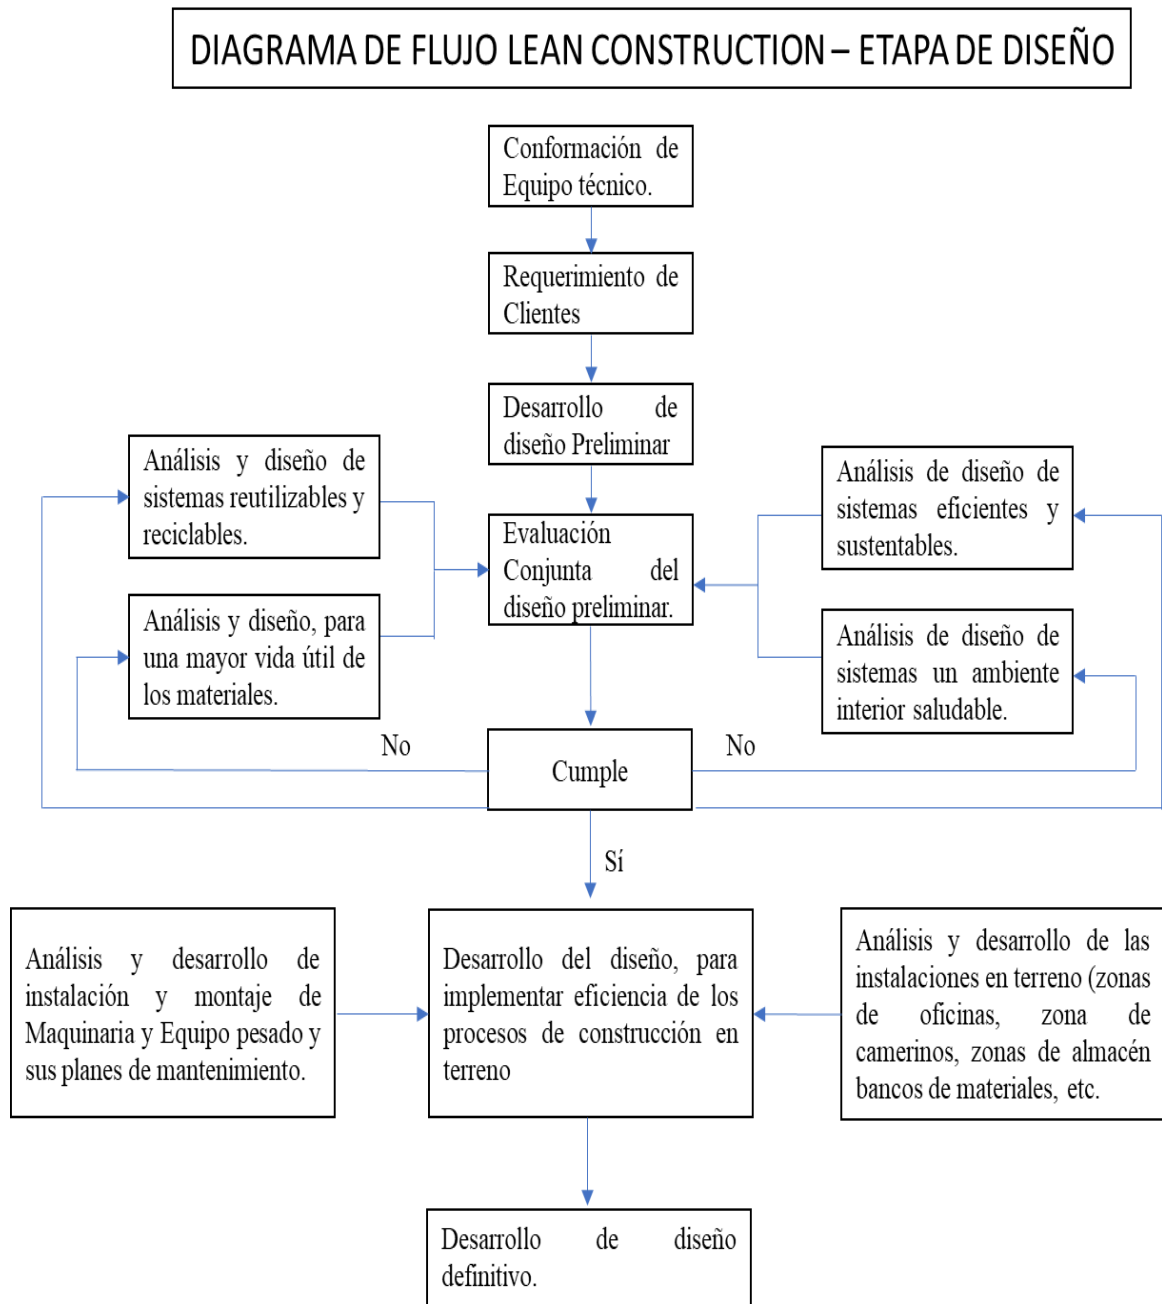 DIAGRAMA DE FLUJO LEAN CONSTRUCTION – ETAPA DE DISEÑO
Conformación de
Equipo técnico.
Requerimiento de
Clientes
Desarrollo de
diseño Preliminar
Análisis y diseño de
sistemas reutilizables y
reciclables.
Análisis de diseño de
sistemas eficientes y
sustentables.
Evaluación
Conjunta del
diseño preliminar.
Análisis y diseño, para
una mayor vida útil de
los materiales.
Análisis de diseño de
sistemas un ambiente
interior saludable.
No
No
Cumple
Sí
Análisis y desarrollo de
instalación y montaje de
Maquinaria y Equipo pesado y
sus planes de mantenimiento.
Desarrollo del diseño, para
implementar eficiencia de los
procesos de construcción en
terreno
Análisis y desarrollo de las
instalaciones en terreno (zonas
de oficinas, zona de
camerinos, zonas de almacén
bancos de materiales, etc.
Desarrollo de diseño
definitivo.